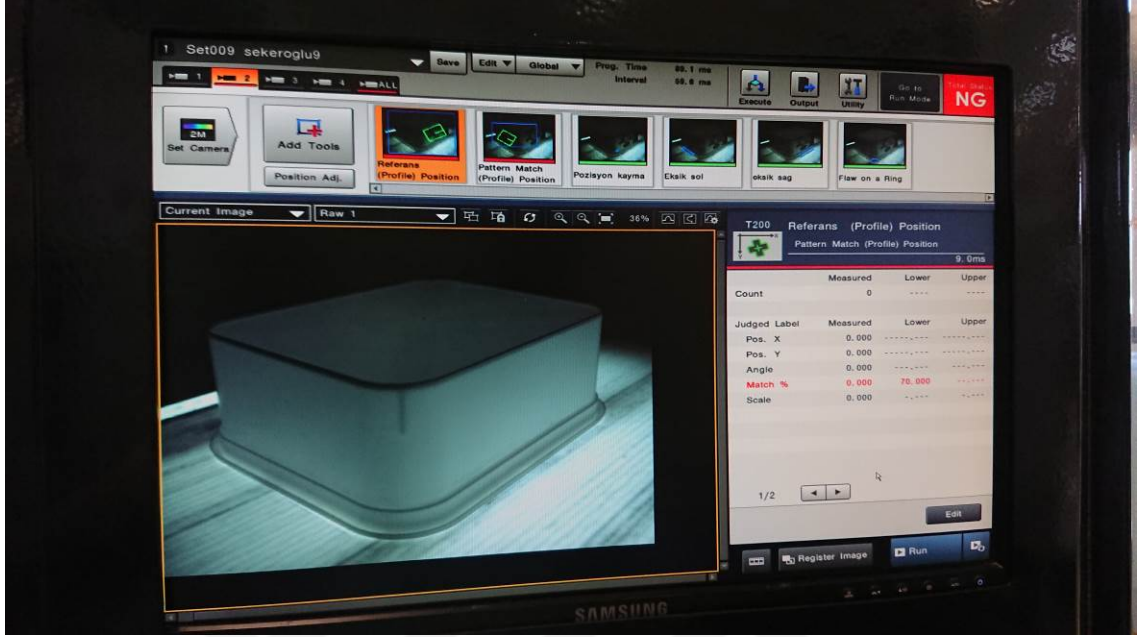 1 Set009 sekeroglu9
Save
Edit
Global
Prog. Time 80.1 ms
Interval
Execute
Output
Utility
Go to
Run Mode
NG
1
2
3
4
ALL
2M
Set Camera
Add Tools
Position Adj.
Referans
(Profile) Position
Pattern Match
(Profile) Position
Pozisyon kayma
Eksik sol
eksik sag
Flaw on a Ring
Current Image
Raw 1
36%
T200 Referans (Profile) Position
Pattern Match (Profile) Position
9.0ms
Measured Lower Upper
Count 0 ---- ----
Judged Label Measured Lower Upper
Pos. X 0.000 -----.--- -----.---
Pos. Y 0.000 -----.--- -----.---
Angle 0.000 ---.--- ---.---
Match % 0.000 70.000 --.---
Scale 0.000 -.--- -.---
1/2
Edit
Register Image
Run
SAMSUNG